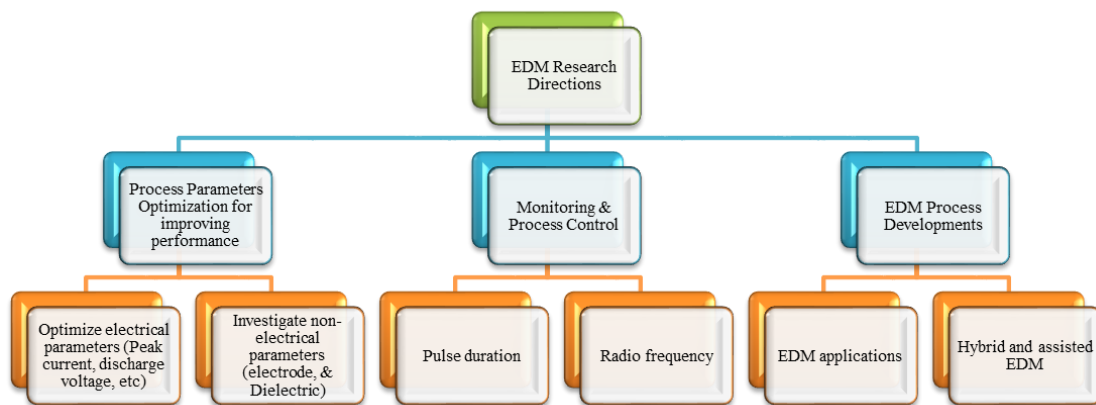 EDM Research
Directions
Process Parameters
Optimization for
improving
performance
Monitoring &
Process Control
EDM Process
Developments
Optimize electrical
parameters (Peak
current, discharge
voltage, etc)
Investigate non-
electrical
parameters
(electrode, &
Dielectric)
Pulse duration
Radio frequency
EDM applications
Hybrid and assisted
EDM